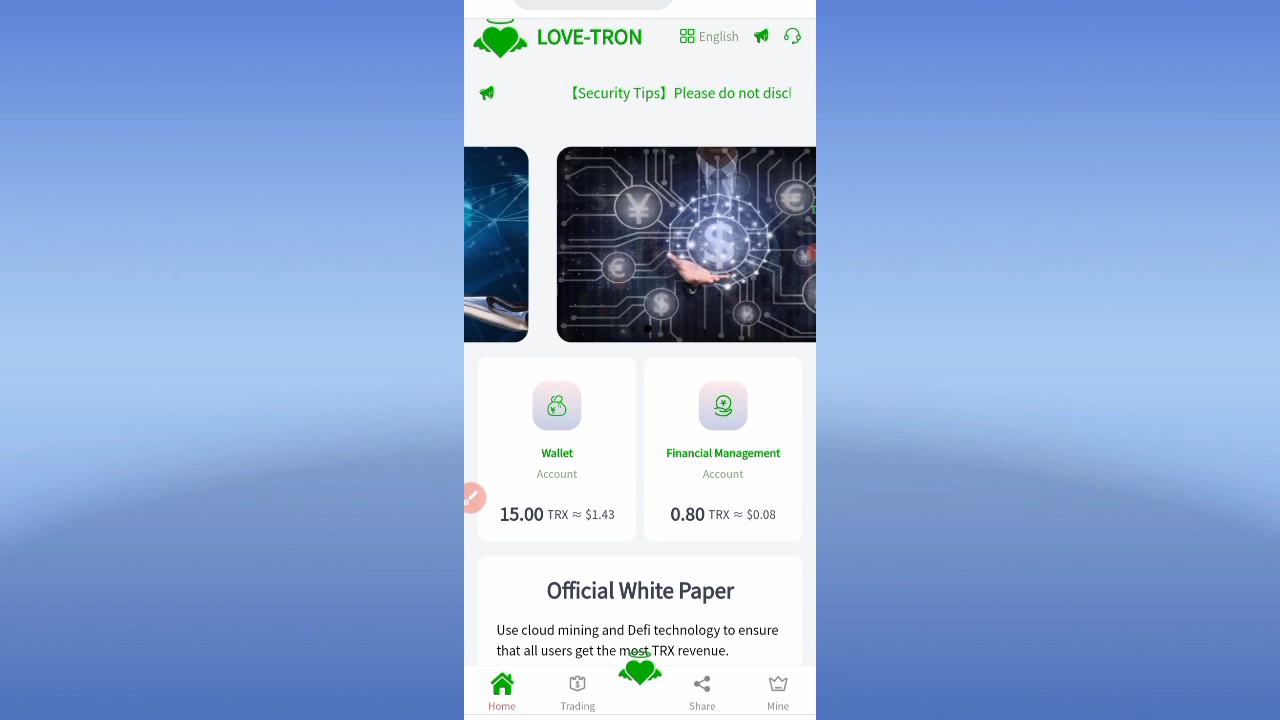 LOVE-TRON
English
【Security Tips】Please do not discl
Wallet
Account
15.00 TRX ≈ $1.43
Financial Management
Account
0.80 TRX ≈ $0.08
Official White Paper
Use cloud mining and Defi technology to ensure
that all users get the most TRX revenue.
Home
Trading
Share
Mine